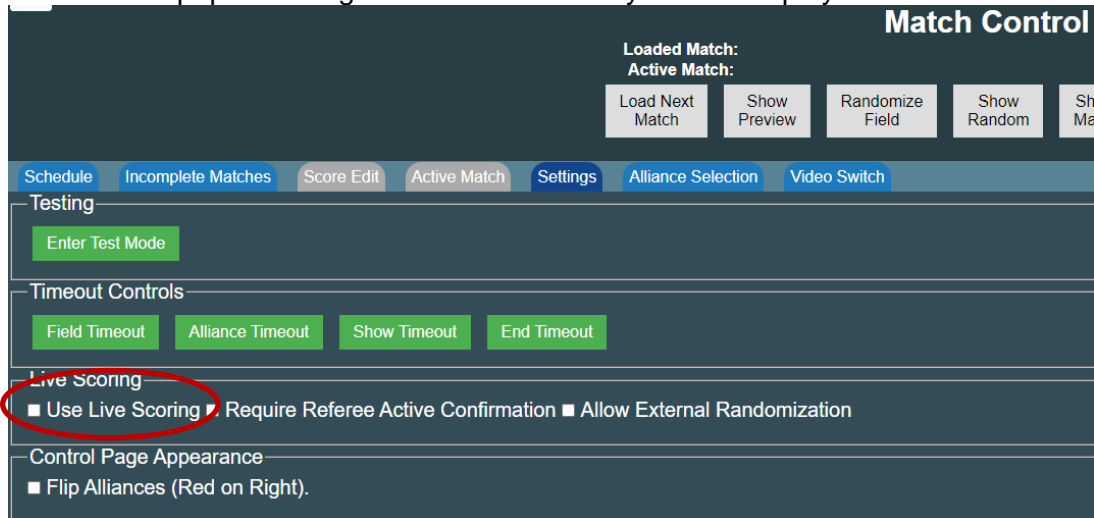 Match Control
Loaded Match:
Active Match:
Load Next Match Show Preview Randomize Field Show Random
Schedule Incomplete Matches Score Edit Active Match Settings Alliance Selection Video Switch
Testing
Enter Test Mode
Timeout Controls
Field Timeout Alliance Timeout Show Timeout End Timeout
Live Scoring
Use Live Scoring Require Referee Active Confirmation Allow External Randomization
Control Page Appearance
Flip Alliances (Red on Right).